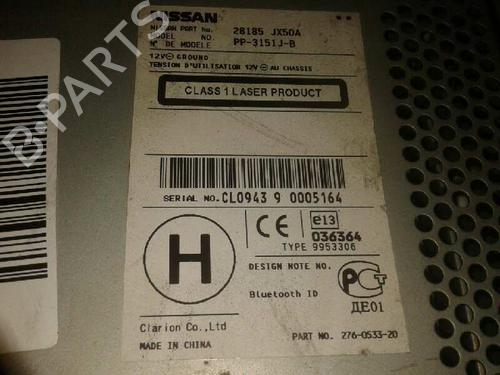 NISSAN
NISSAN PART No. 28185 JX50A
MODEL NO.
N° DE MODELE PP-3151J-B
12V⊖GROUND
TENSION D'UTILISATION 12V⊖ AU CHASSIS
CLASS 1 LASER PRODUCT
SERIAL NO. CL0943 9 0005164
H
CE
e13
036364
TYPE 9953306
DESIGN NOTE NO.
Bluetooth ID
РСТ
ДЕ01
Clarion Co.,Ltd
MADE IN CHINA
PART NO. 276-0533-20
B-PARTS